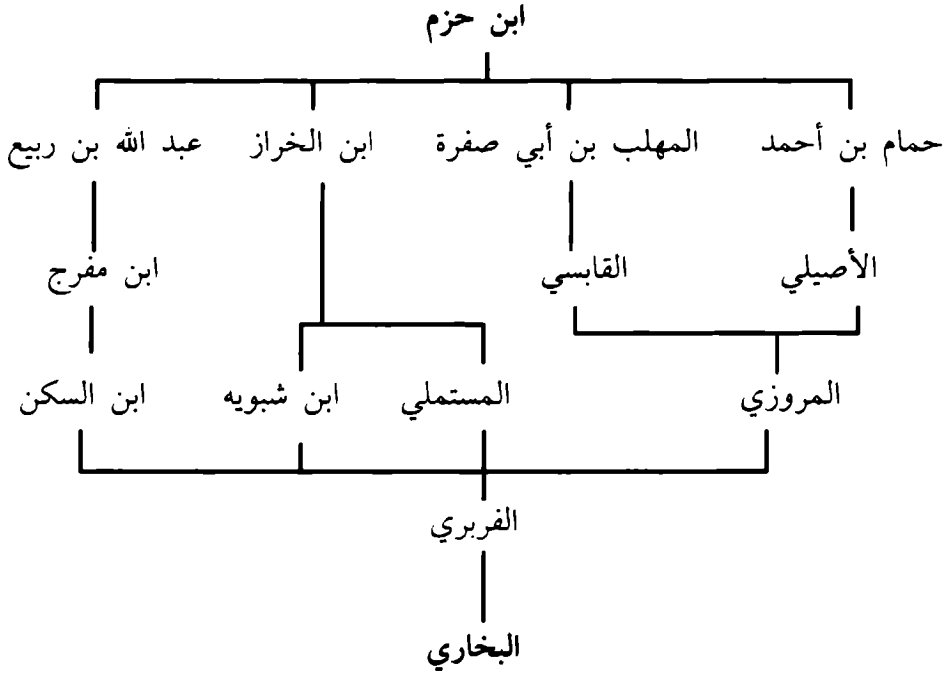 ابن حزم
حمام بن أحمد المهلب بن أبي صفرة ابن الخراز عبد الله بن ربيع
الأصيلي القابسي ابن مفرج
المروزي المستملي ابن شبويه ابن السكن
الفربري
البخاري